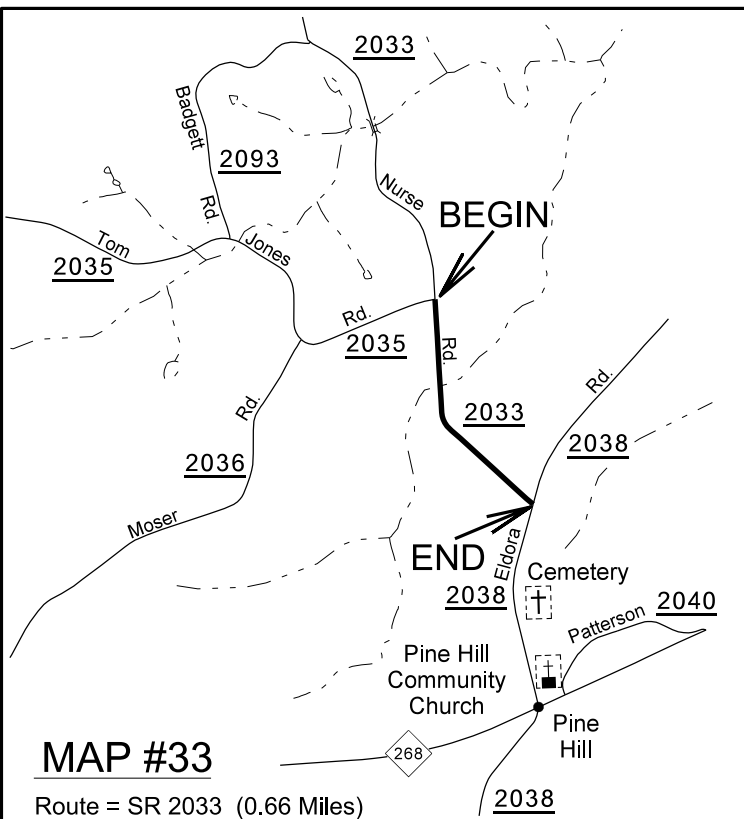 2033
Badgett
2093
Rd.
Nurse
BEGIN
Tom
Jones
2035
Rd.
2035
Rd.
Rd.
2033
2038
Rd.
2036
Moser
END
Eldora
Cemetery
2038
2040
Patterson
Pine Hill
Community
Church
Pine
Hill
268
MAP #33
Route = SR 2033 (0.66 Miles)
2038